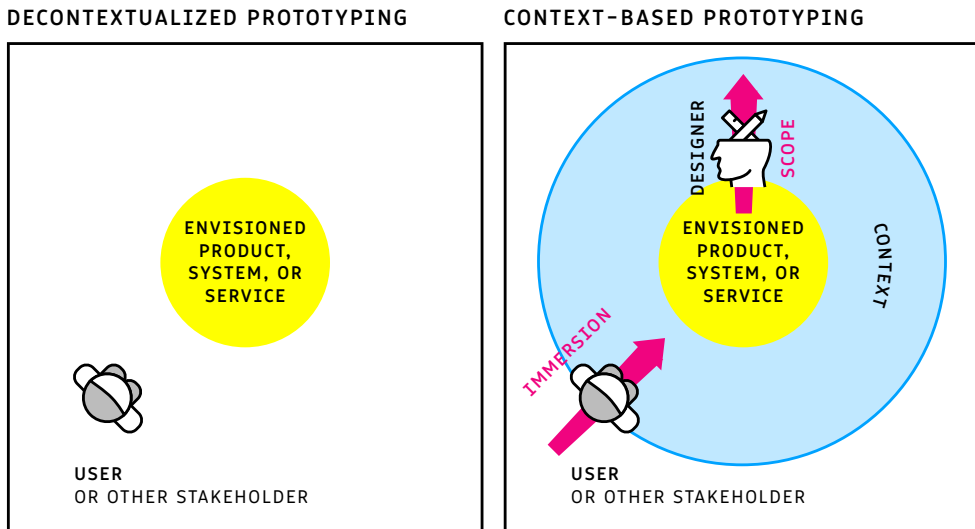 DECONTEXTUALIZED PROTOTYPING
ENVISIONED
PRODUCT,
SYSTEM, OR
SERVICE
USER
OR OTHER STAKEHOLDER
CONTEXT-BASED PROTOTYPING
DESIGNER
SCOPE
ENVISIONED
PRODUCT,
SYSTEM, OR
SERVICE
CONTEXT
IMMERSION
USER
OR OTHER STAKEHOLDER